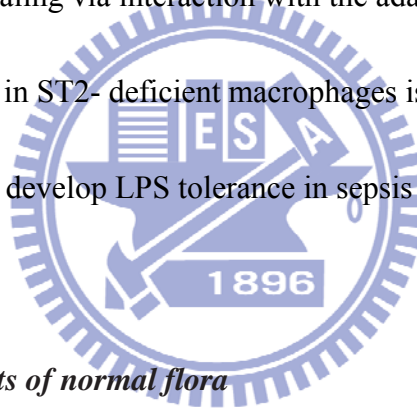 aling via interaction with the ada
in ST2- deficient macrophages is
develop LPS tolerance in sepsis
E S A
1896
ts of normal flora